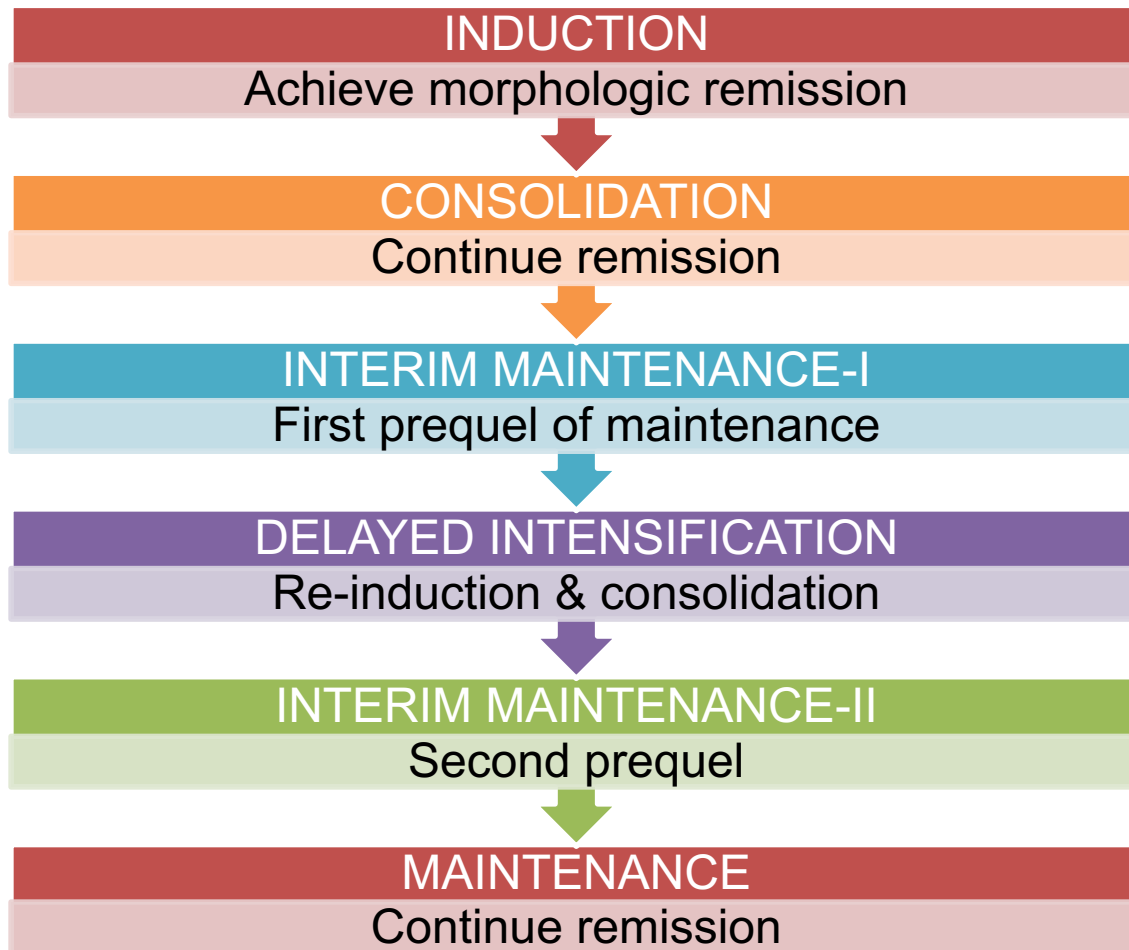 INDUCTION
Achieve morphologic remission
CONSOLIDATION
Continue remission
INTERIM MAINTENANCE-I
First prequel of maintenance
DELAYED INTENSIFICATION
Re-induction & consolidation
INTERIM MAINTENANCE-II
Second prequel
MAINTENANCE
Continue remission